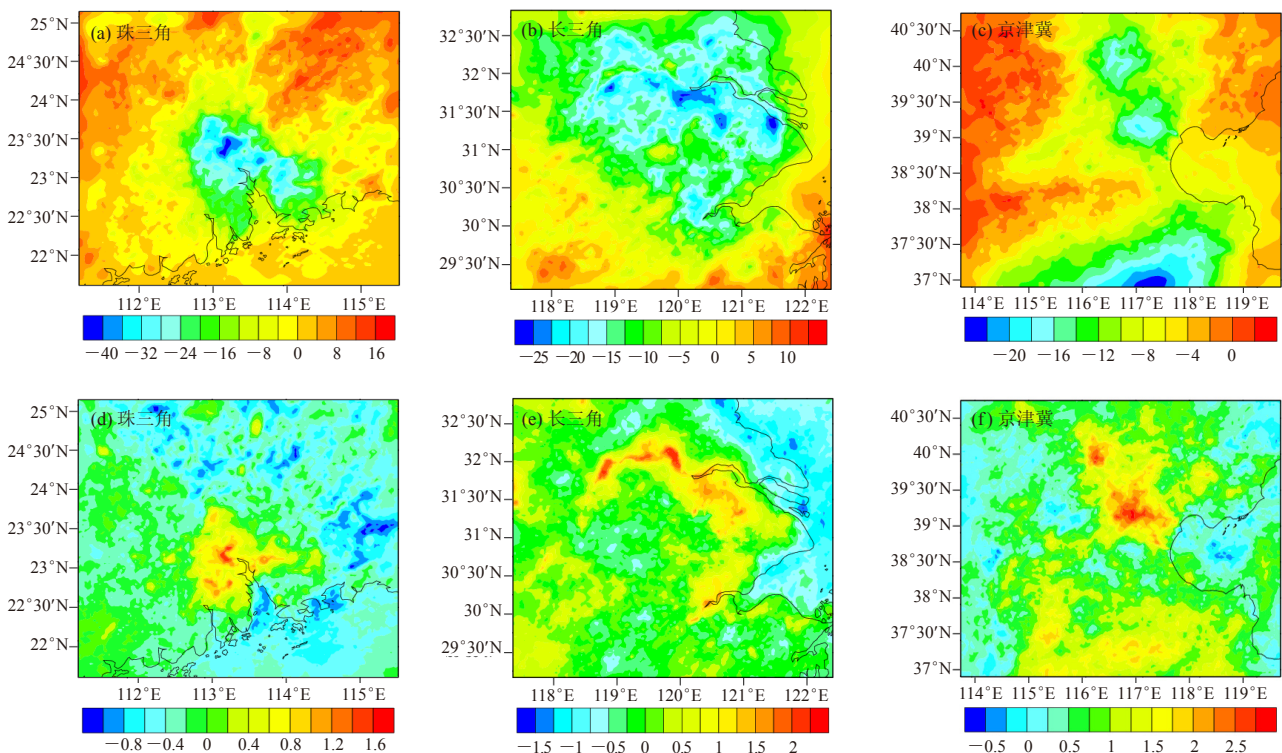 (a) 珠三角
25°N
24°30′N
24°N
23°30′N
23°N
22°30′N
22°N
112°E 113°E 114°E 115°E
−40 −32 −24 −16 −8 0 8 16
(b) 长三角
32°30′N
32°N
31°30′N
31°N
30°30′N
30°N
29°30′N
118°E 119°E 120°E 121°E 122°E
−25 −20 −15 −10 −5 0 5 10
(c) 京津冀
40°30′N
40°N
39°30′N
39°N
38°30′N
38°N
37°30′N
37°N
114°E 115°E 116°E 117°E 118°E 119°E
−20 −16 −12 −8 −4 0
(d) 珠三角
25°N
24°30′N
24°N
23°30′N
23°N
22°30′N
22°N
112°E 113°E 114°E 115°E
−0.8 −0.4 0 0.4 0.8 1.2 1.6
(e) 长三角
32°30′N
32°N
31°30′N
31°N
30°30′N
30°N
29°30′N
118°E 119°E 120°E 121°E 122°E
−1.5 −1 −0.5 0 0.5 1 1.5 2
(f) 京津冀
40°30′N
40°N
39°30′N
39°N
38°30′N
38°N
37°30′N
37°N
114°E 115°E 116°E 117°E 118°E 119°E
−0.5 0 0.5 1 1.5 2 2.5